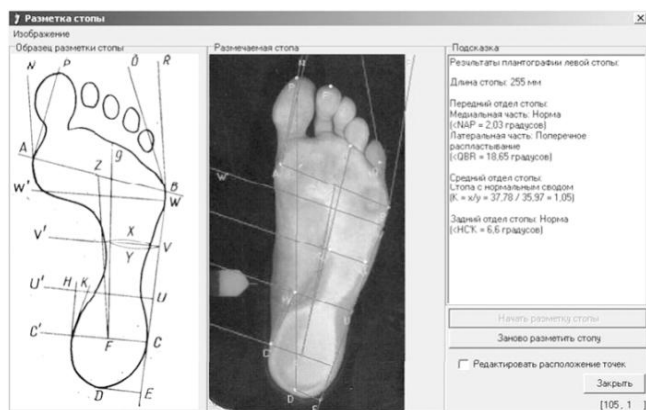 Разметка стопы
Изображение
Образец разметки стопы
Размечаемая стопа
Подсказка
N P O R
A g
Z
B
W' W
V' X V
Y
U' H K U
C' F C
D E
W
D
Результаты плантографии левой стопы:
Длина стопы: 255 мм
Передний отдел стопы:
Медиальная часть: Норма
(<NAP = 2,03 градусов)
Латеральная часть: Поперечное
распластывание
(<QBR = 18,65 градусов)
Средний отдел стопы:
Стопа с нормальным сводом
(K = x/y = 37,78 / 35,97 = 1,05)
Задний отдел стопы: Норма
(<HC'K = 6,6 градусов)
Начать разметку стопы
Заново разметить стопу
Редактировать расположение точек
Закрыть
[105 , 1 ]